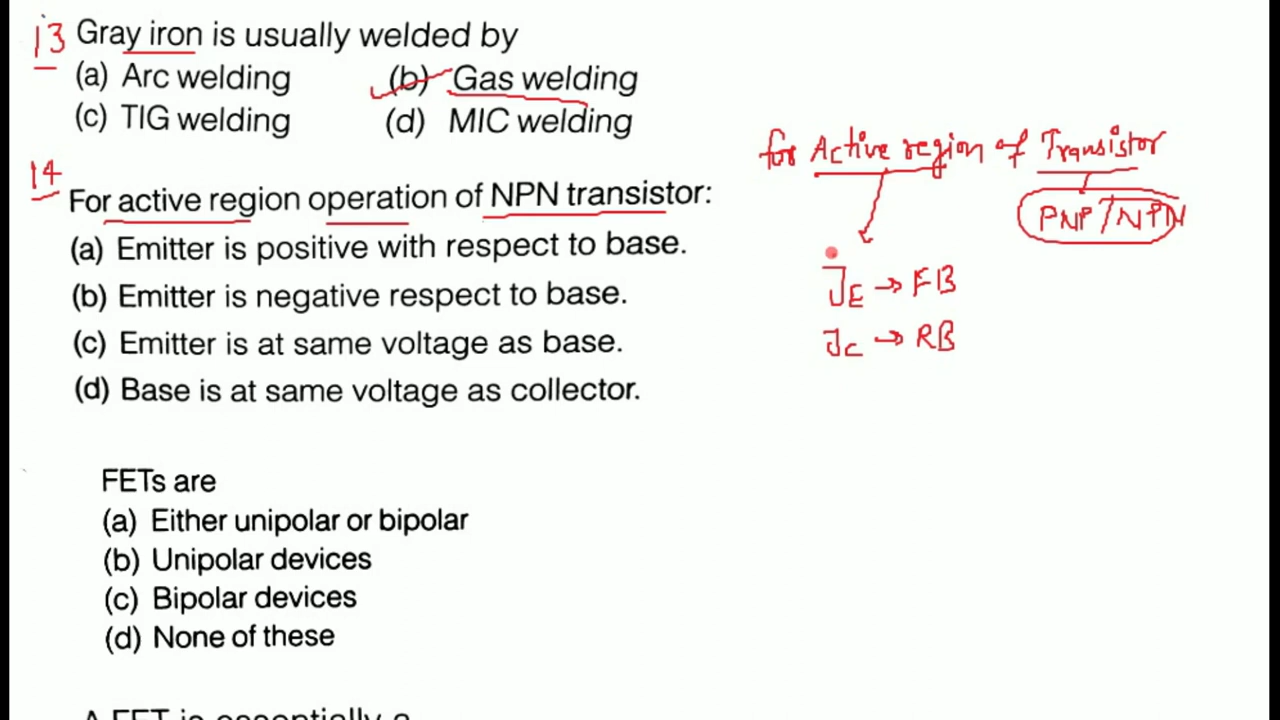 13 Gray iron is usually welded by
(a) Arc welding (b) Gas welding
(c) TIG welding (d) MIC welding
14 For active region operation of NPN transistor:
(a) Emitter is positive with respect to base.
(b) Emitter is negative respect to base.
(c) Emitter is at same voltage as base.
(d) Base is at same voltage as collector.
for Active region of Transistor
PNP/NPN
JE → FB
JC → RB
FETs are
(a) Either unipolar or bipolar
(b) Unipolar devices
(c) Bipolar devices
(d) None of these
A FET is essentially a